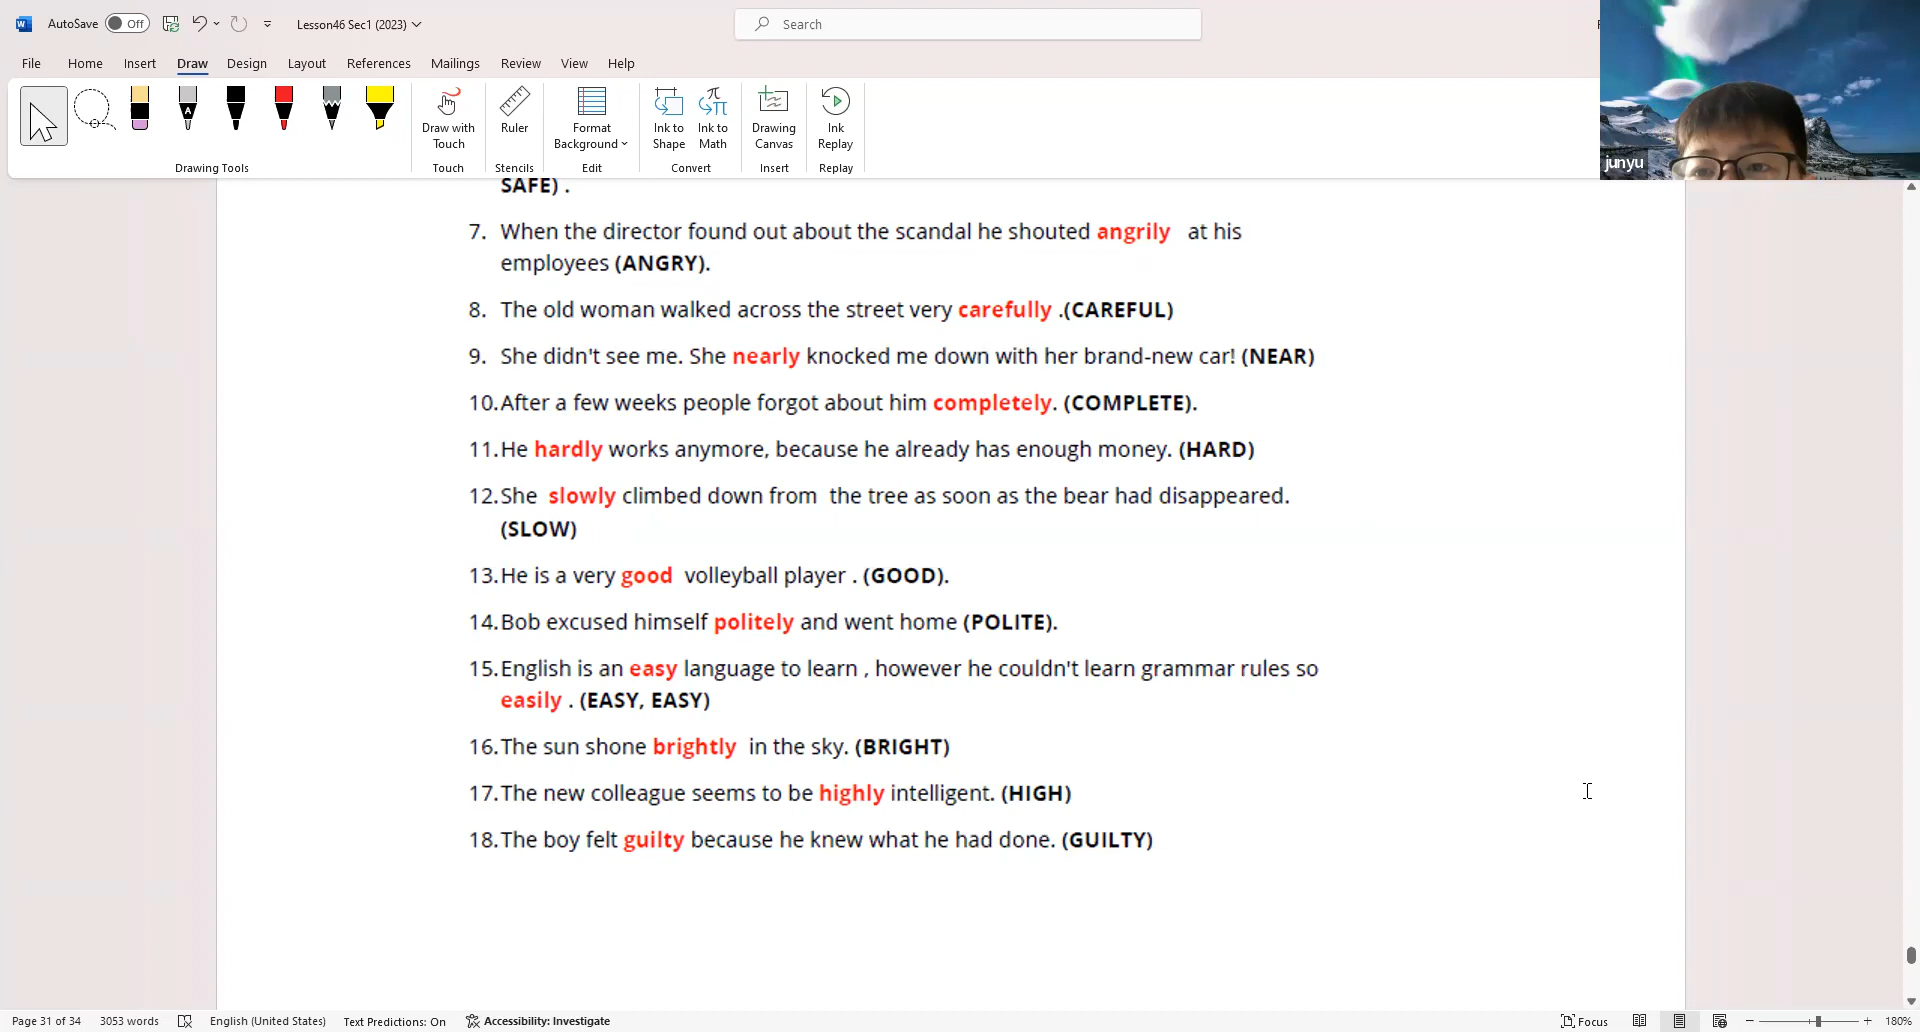 AutoSave Off Lesson46 Sec1 (2023) Search
File Home Insert Draw Design Layout References Mailings Review View Help
Draw with Touch Ruler Format Background Ink to Shape Ink to Math Drawing Canvas Ink Replay
Drawing Tools Touch Stencils Edit Convert Insert Replay
junyu
SAFE) .
7. When the director found out about the scandal he shouted angrily at his
employees (ANGRY).
8. The old woman walked across the street very carefully .(CAREFUL)
9. She didn't see me. She nearly knocked me down with her brand-new car! (NEAR)
10.After a few weeks people forgot about him completely. (COMPLETE).
11.He hardly works anymore, because he already has enough money. (HARD)
12.She slowly climbed down from the tree as soon as the bear had disappeared.
(SLOW)
13.He is a very good volleyball player . (GOOD).
14.Bob excused himself politely and went home (POLITE).
15.English is an easy language to learn , however he couldn't learn grammar rules so
easily . (EASY, EASY)
16.The sun shone brightly in the sky. (BRIGHT)
17.The new colleague seems to be highly intelligent. (HIGH)
18.The boy felt guilty because he knew what he had done. (GUILTY)
Page 31 of 34 3053 words English (United States) Text Predictions: On Accessibility: Investigate Focus 180%